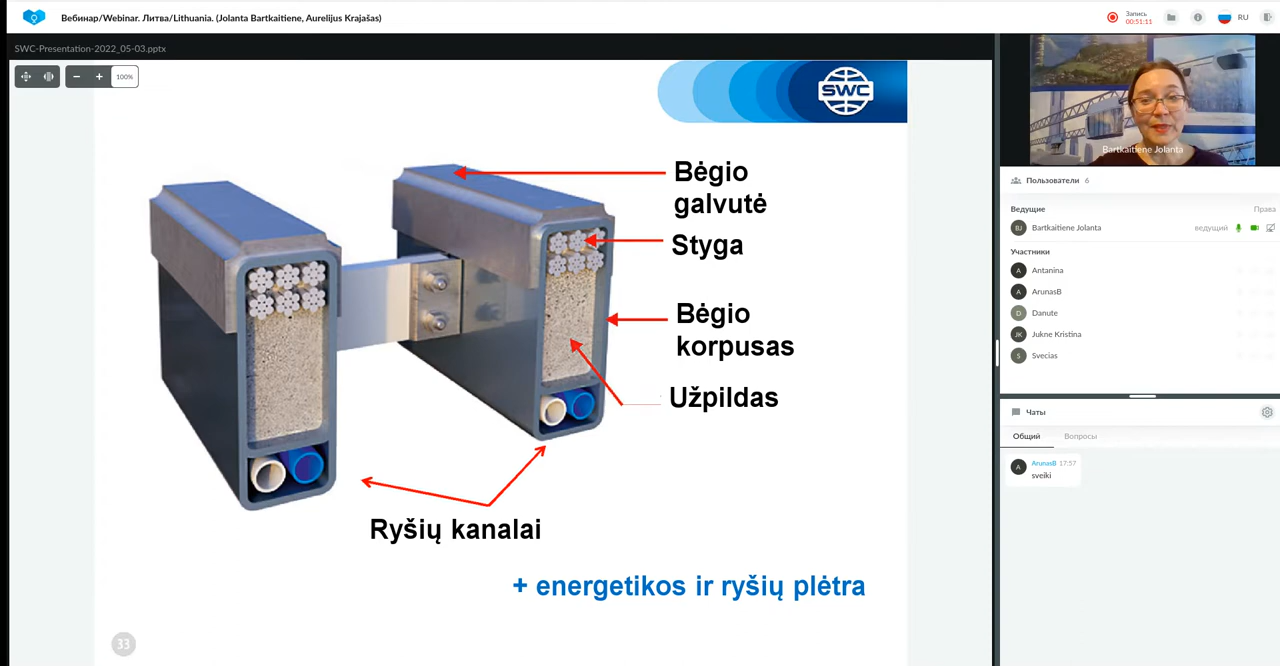 Вебинар/Webinar. Литва/Lithuania. (Jolanta Bartkaitiene, Aurelijus Krajašas)
Запись
00:51:11
RU
SWC-Presentation-2022_05-03.pptx
100%
SWC
Bėgio
galvutė
Styga
Bėgio
korpusas
Užpildas
Ryšių kanalai
+ energetikos ir ryšių plėtra
33
Bartkaitiene Jolanta
Пользователи 6
Ведущие Права
BJ Bartkaitiene Jolanta ведущий
Участники
A Antanina
A ArunasB
D Danute
JK Jukne Kristina
S Svecias
Чаты
Общий Вопросы
A ArunasB 17:57
sveiki